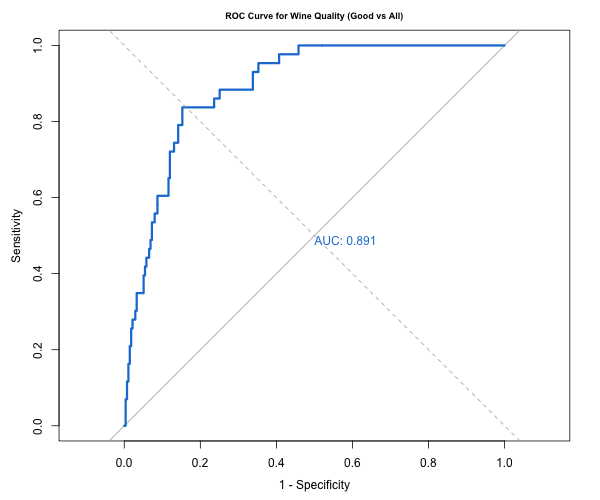 ROC Curve for Wine Quality (Good vs All)
1.0
0.8
0.6
0.4
0.2
0.0
Sensitivity
AUC: 0.891
0.0 0.2 0.4 0.6 0.8 1.0
1 - Specificity